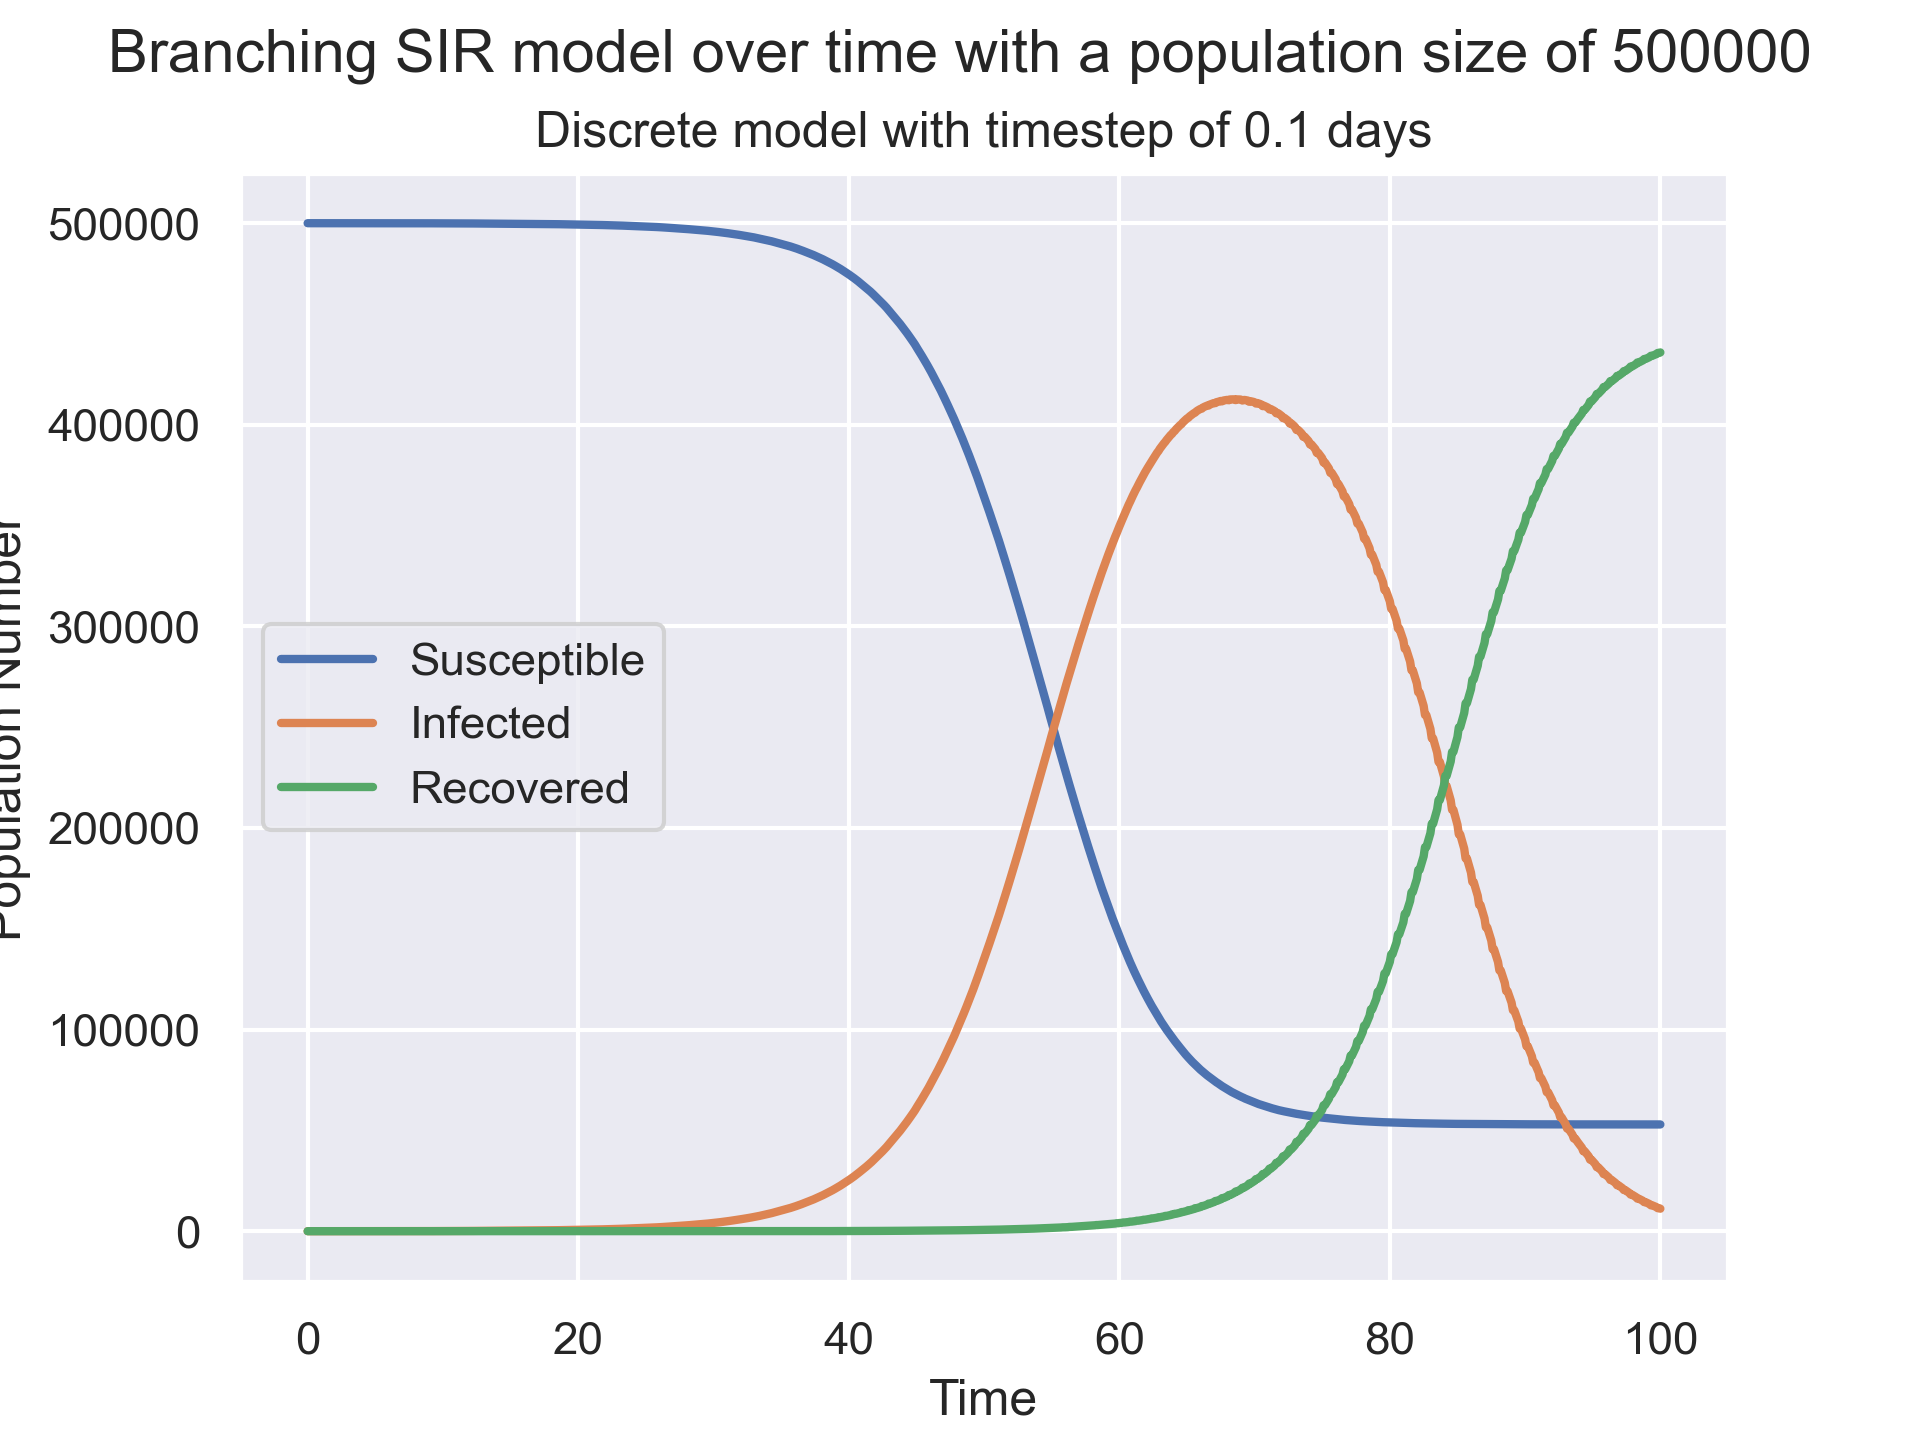 Branching SIR model over time with a population size of 500000
Discrete model with timestep of 0.1 days
500000
400000
300000
200000
100000
0
Population Number
Susceptible
Infected
Recovered
0 20 40 60 80 100
Time